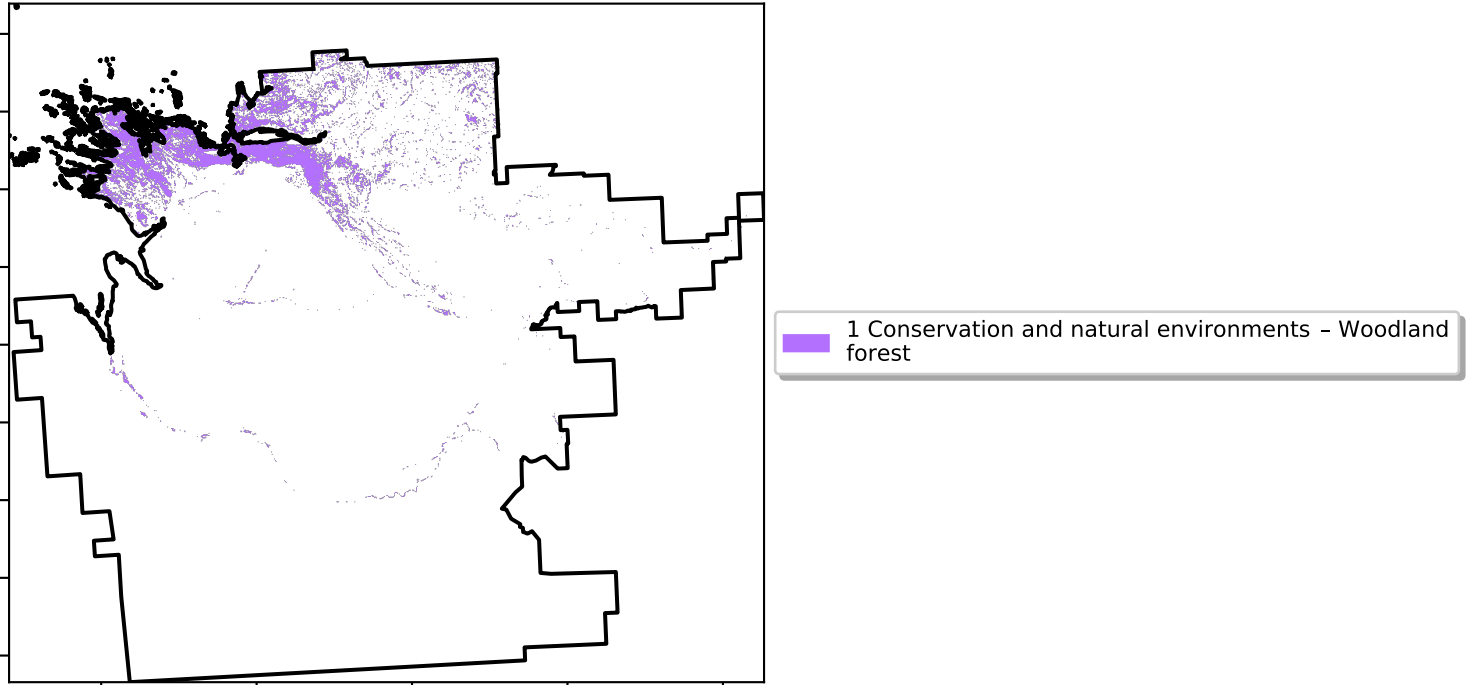 1 Conservation and natural environments – Woodland
forest